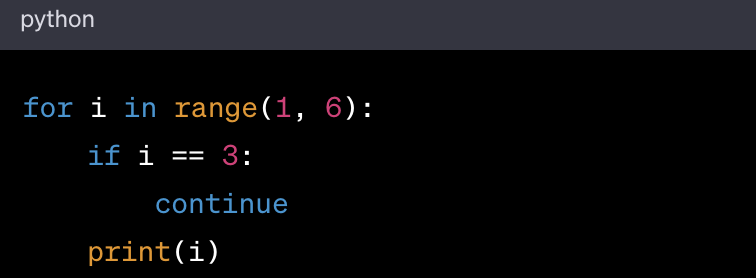 python
for i in range(1, 6):
    if i == 3:
        continue
    print(i)